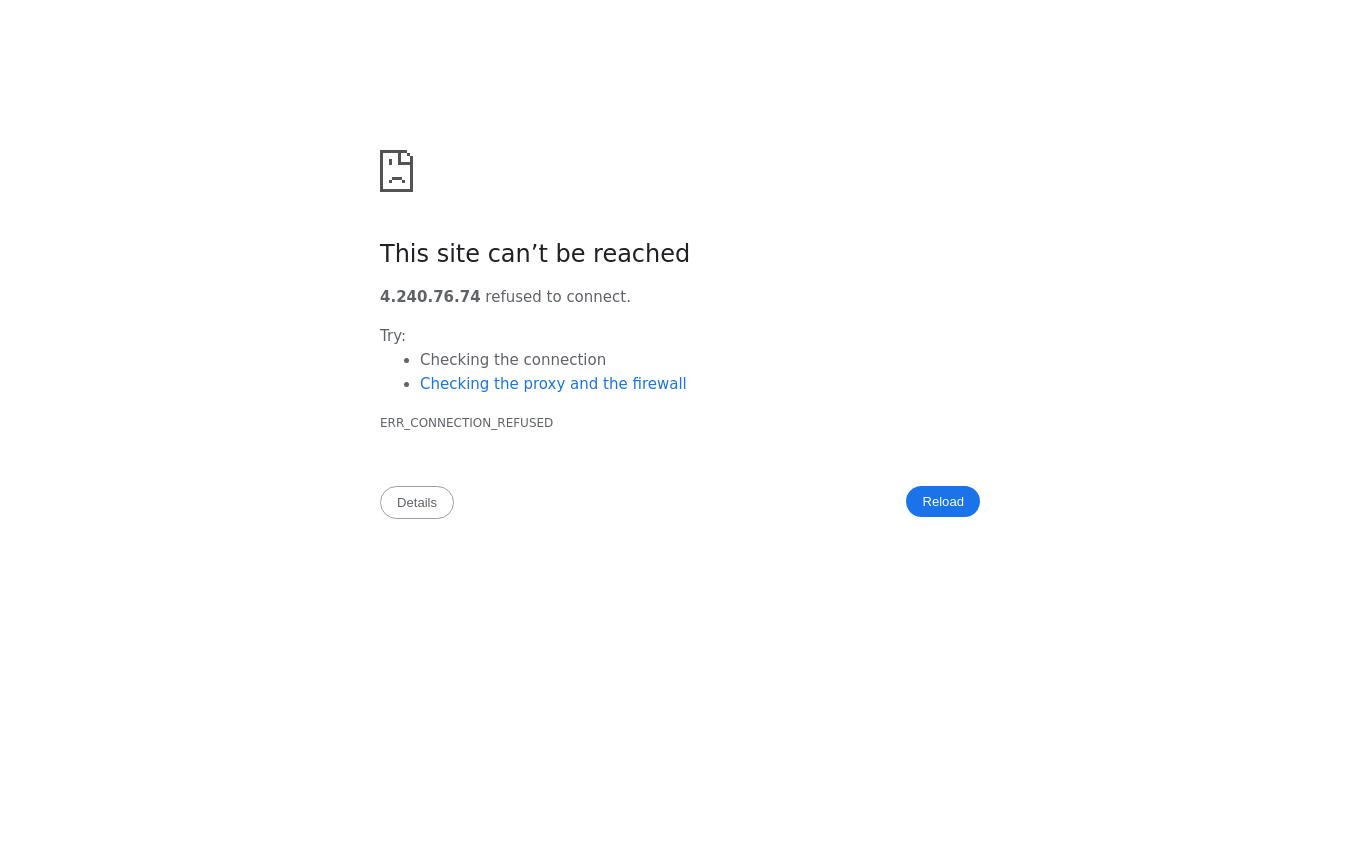 This site can’t be reached
4.240.76.74 refused to connect.
Try:
Checking the connection
Checking the proxy and the firewall
ERR_CONNECTION_REFUSED
Details
Reload